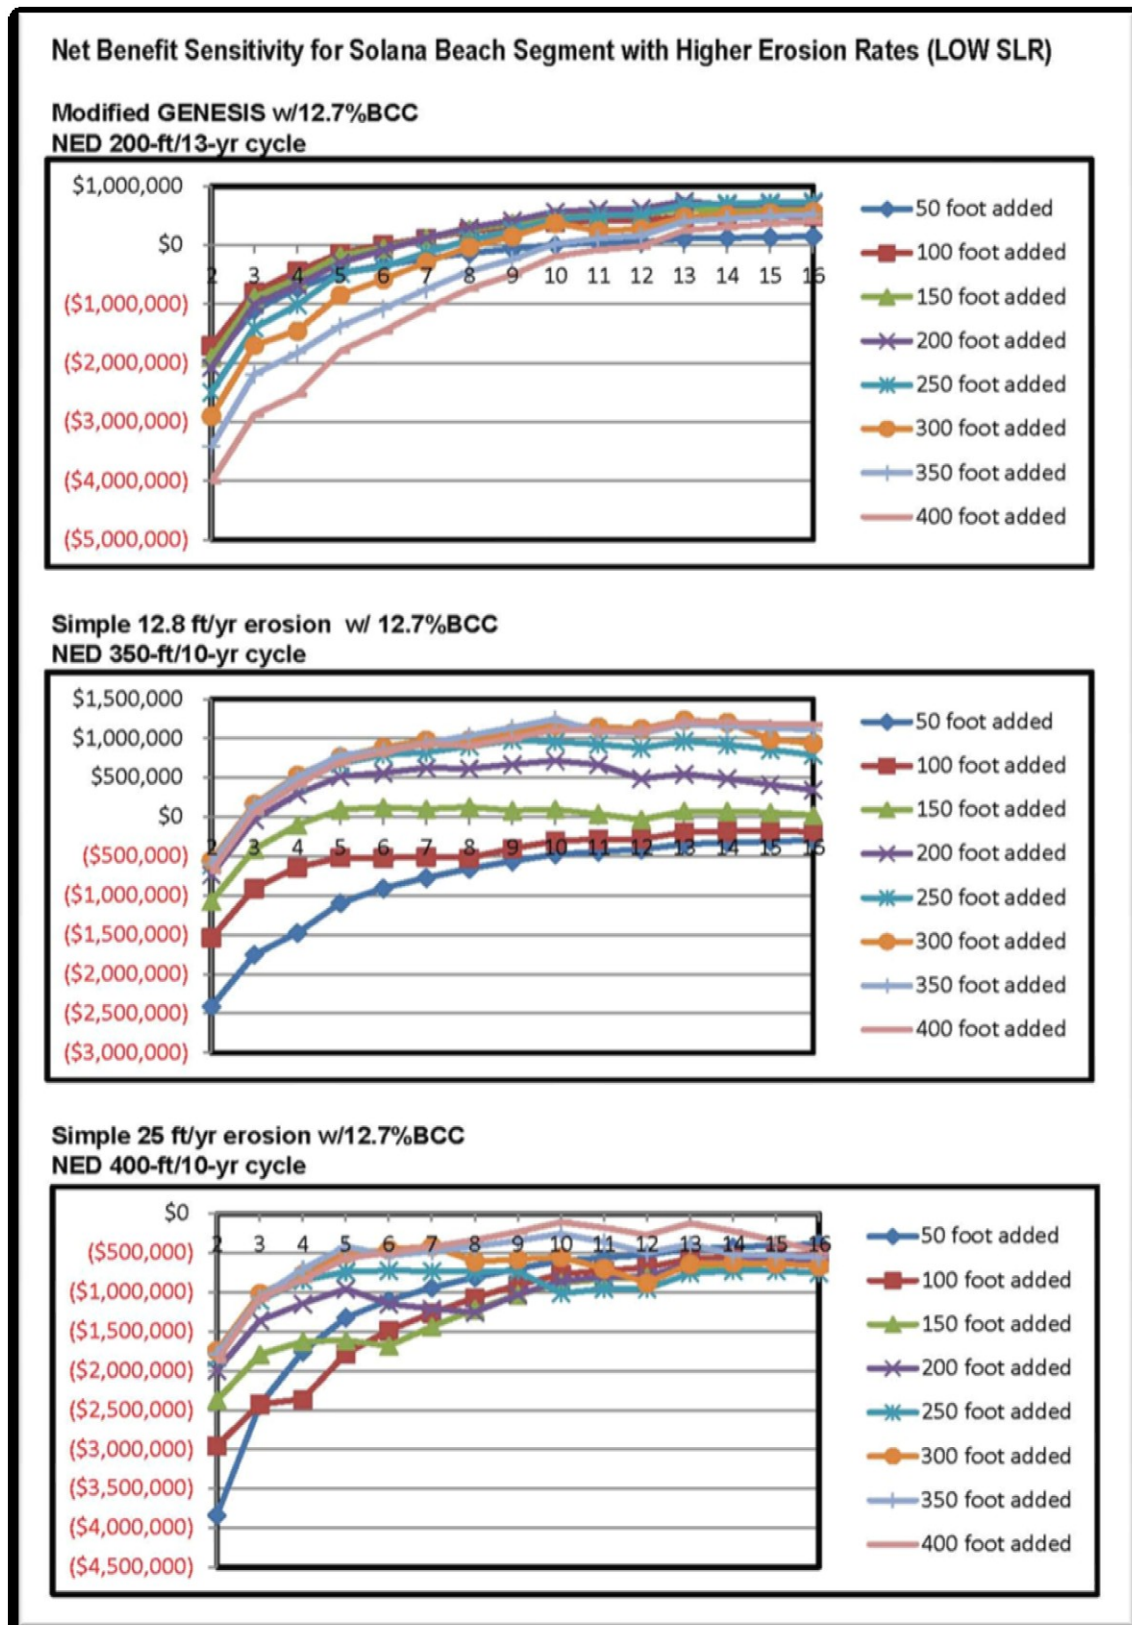 Net Benefit Sensitivity for Solana Beach Segment with Higher Erosion Rates (LOW SLR)
Modified GENESIS w/12.7%BCC
NED 200-ft/13-yr cycle
$1,000,000
$0
($1,000,000)
($2,000,000)
($3,000,000)
($4,000,000)
($5,000,000)
2 3 4 5 6 7 8 9 10 11 12 13 14 15 16
50 foot added
100 foot added
150 foot added
200 foot added
250 foot added
300 foot added
350 foot added
400 foot added
Simple 12.8 ft/yr erosion w/ 12.7%BCC
NED 350-ft/10-yr cycle
$1,500,000
$1,000,000
$500,000
$0
($500,000)
($1,000,000)
($1,500,000)
($2,000,000)
($2,500,000)
($3,000,000)
2 3 4 5 6 7 8 9 10 11 12 13 14 15 16
50 foot added
100 foot added
150 foot added
200 foot added
250 foot added
300 foot added
350 foot added
400 foot added
Simple 25 ft/yr erosion w/12.7%BCC
NED 400-ft/10-yr cycle
$0
($500,000)
($1,000,000)
($1,500,000)
($2,000,000)
($2,500,000)
($3,000,000)
($3,500,000)
($4,000,000)
($4,500,000)
2 3 4 5 6 7 8 9 10 11 12 13 14 15 16
50 foot added
100 foot added
150 foot added
200 foot added
250 foot added
300 foot added
350 foot added
400 foot added